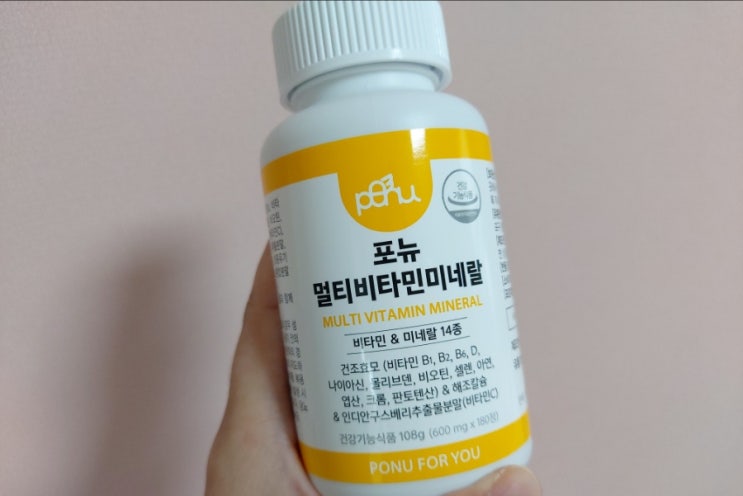 ponu
건강
기능식품
포뉴
멀티비타민미네랄
MULTI VITAMIN MINERAL
비타민 & 미네랄 14종
건조효모 (비타민 B1, B2, B6, D,
나이아신, 몰리브덴, 비오틴, 셀렌, 아연,
엽산, 크롬, 판토텐산) & 해조칼슘
& 인디안구스베리추출물분말(비타민C)
건강기능식품 108g (600 mg x 180정)
PONU FOR YOU